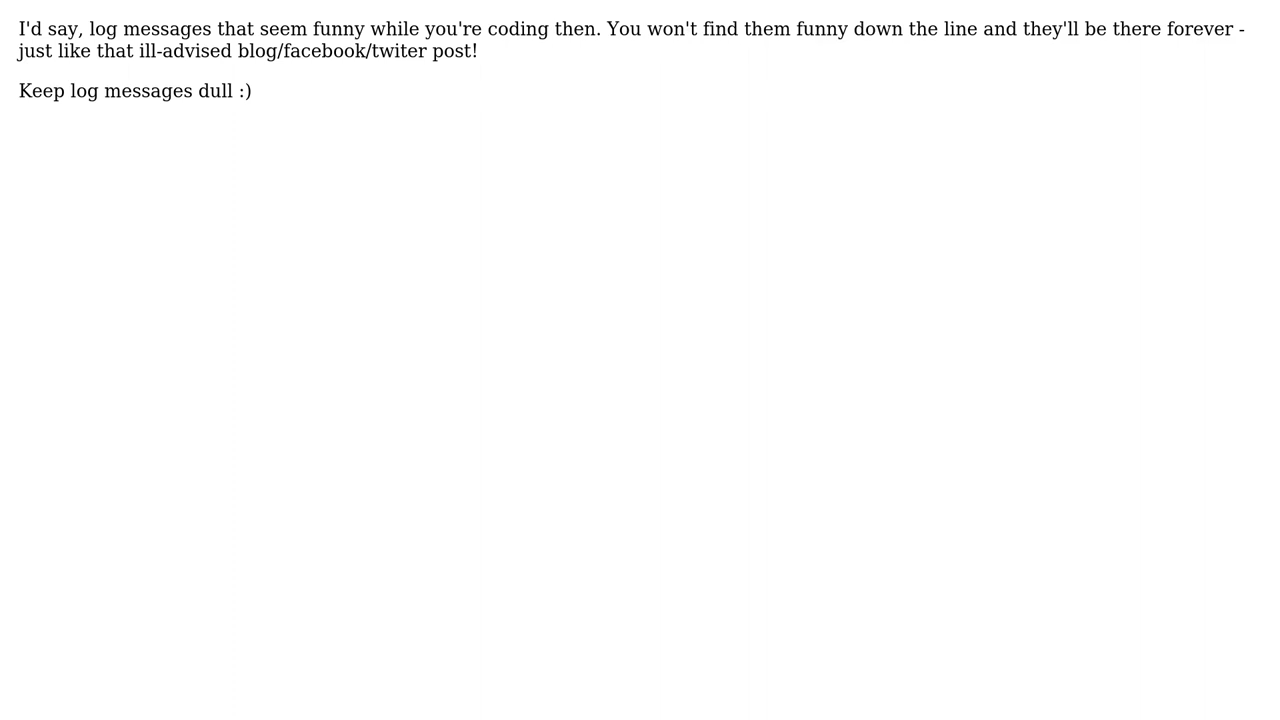 I'd say, log messages that seem funny while you're coding then. You won't find them funny down the line and they'll be there forever -
just like that ill-advised blog/facebook/twiter post!
Keep log messages dull :)